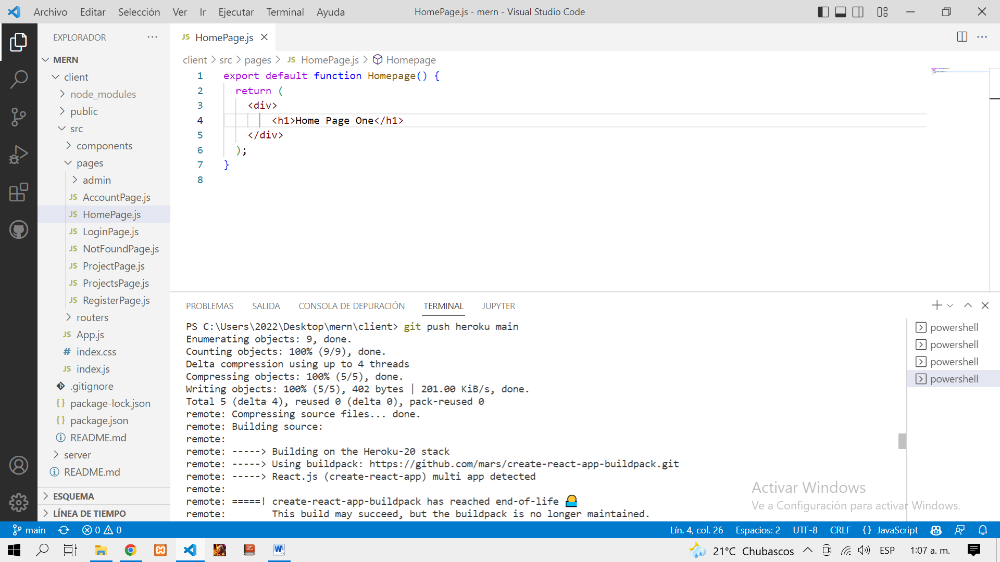 Archivo Editar Selección Ver Ir Ejecutar Terminal Ayuda HomePage.js - mern - Visual Studio Code
EXPLORADOR
MERN
client
node_modules
public
src
components
pages
admin
JS AccountPage.js
JS HomePage.js
JS LoginPage.js
JS NotFoundPage.js
JS ProjectPage.js
JS ProjectsPage.js
JS RegisterPage.js
routers
JS App.js
# index.css
JS index.js
.gitignore
{} package-lock.json
{} package.json
README.md
server
README.md
ESQUEMA
LÍNEA DE TIEMPO
JS HomePage.js
client > src > pages > JS HomePage.js > Homepage
1 export default function Homepage() {
2 return (
3 <div>
4 <h1>Home Page One</h1>
5 </div>
6 );
7 }
8
PROBLEMAS SALIDA CONSOLA DE DEPURACIÓN TERMINAL JUPYTER
PS C:\Users\2022\Desktop\mern\client> git push heroku main
Enumerating objects: 9, done.
Counting objects: 100% (9/9), done.
Delta compression using up to 4 threads
Compressing objects: 100% (5/5), done.
Writing objects: 100% (5/5), 402 bytes | 201.00 KiB/s, done.
Total 5 (delta 4), reused 0 (delta 0), pack-reused 0
remote: Compressing source files... done.
remote: Building source:
remote:
remote: -----> Building on the Heroku-20 stack
remote: -----> Using buildpack: https://github.com/mars/create-react-app-buildpack.git
remote: -----> React.js (create-react-app) multi app detected
remote:
remote: =====! create-react-app-buildpack has reached end-of-life
remote: This build may succeed, but the buildpack is no longer maintained.
powershell
powershell
powershell
powershell
Activar Windows
Ve a Configuración para activar Windows.
main 0 0 Lín. 4, col. 26 Espacios: 2 UTF-8 CRLF {} JavaScript
21°C Chubascos ESP 1:07 a. m.